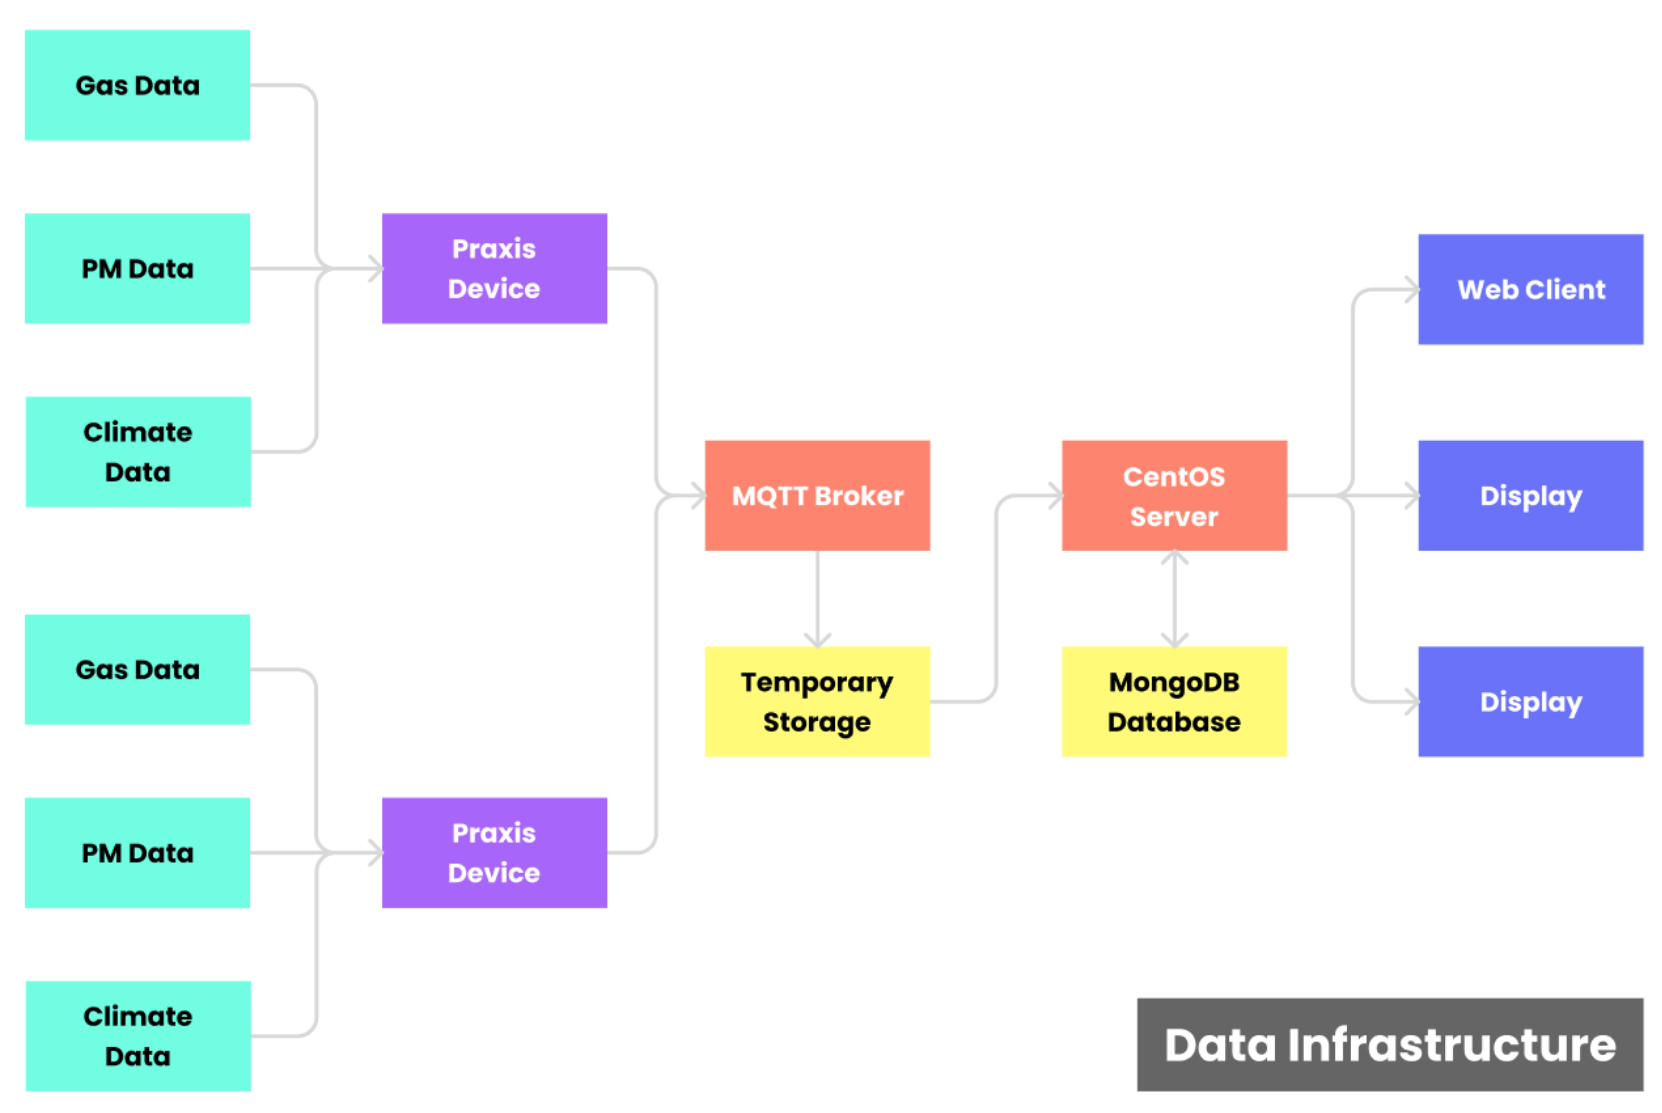 Gas Data
PM Data
Climate
Data
Praxis
Device
Gas Data
PM Data
Climate
Data
Praxis
Device
MQTT Broker
Temporary
Storage
CentOS
Server
MongoDB
Database
Web Client
Display
Display
Data Infrastructure